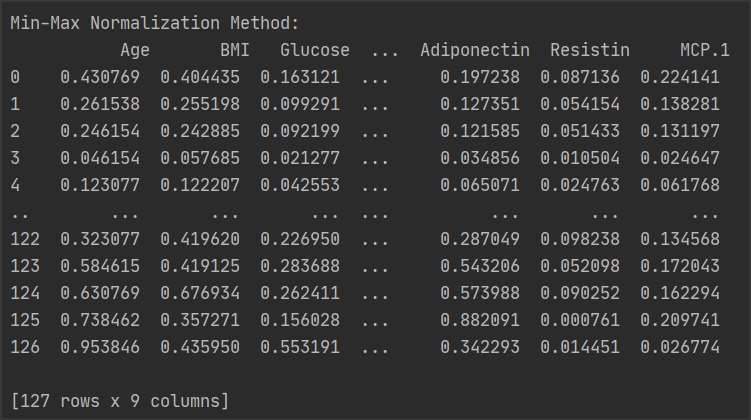 Min-Max Normalization Method:
Age BMI Glucose ... Adiponectin Resistin MCP.1
0 0.430769 0.404435 0.163121 ... 0.197238 0.087136 0.224141
1 0.261538 0.255198 0.099291 ... 0.127351 0.054154 0.138281
2 0.246154 0.242885 0.092199 ... 0.121585 0.051433 0.131197
3 0.046154 0.057685 0.021277 ... 0.034856 0.010504 0.024647
4 0.123077 0.122207 0.042553 ... 0.065071 0.024763 0.061768
.. ... ... ... ... ... ... ...
122 0.323077 0.419620 0.226950 ... 0.287049 0.098238 0.134568
123 0.584615 0.419125 0.283688 ... 0.543206 0.052098 0.172043
124 0.630769 0.676934 0.262411 ... 0.573988 0.090252 0.162294
125 0.738462 0.357271 0.156028 ... 0.882091 0.000761 0.209741
126 0.953846 0.435950 0.553191 ... 0.342293 0.014451 0.026774
[127 rows x 9 columns]